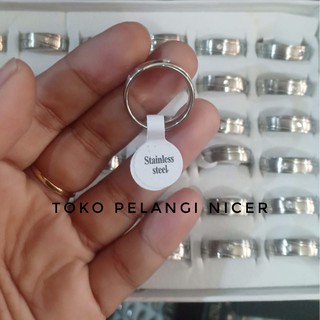 Stainless
steel
TOKO PELANGI NICER